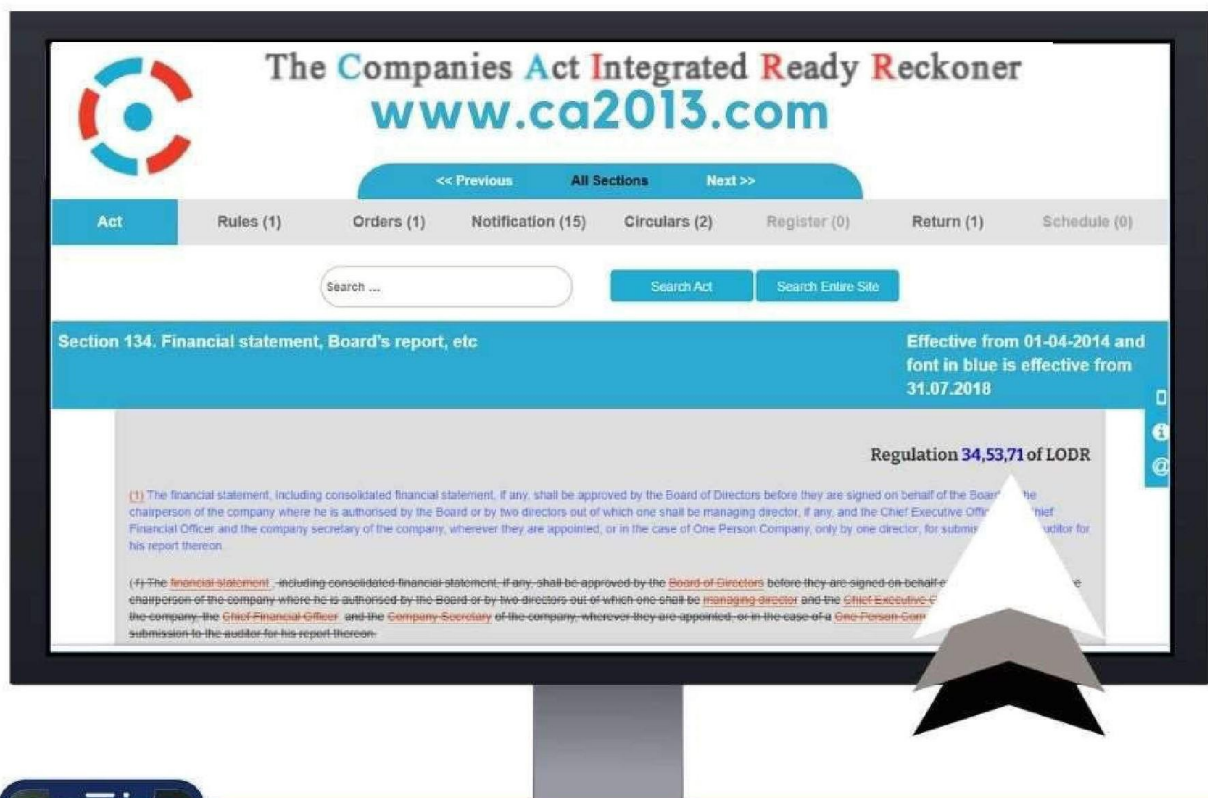 The Companies Act Integrated Ready Reckoner
www.ca2013.com
<< Previous All Sections Next >>
Act Rules (1) Orders (1) Notification (15) Circulars (2) Register (0) Return (1) Schedule (0)
Search ... Search Act Search Entire Site
Section 134. Financial statement, Board's report, etc
Effective from 01-04-2014 and
font in blue is effective from
31.07.2018
Regulation 34,53,71 of LODR
(1) The financial statement, including consolidated financial statement, if any, shall be approved by the Board of Directors before they are signed on behalf of the Board
chairperson of the company where he is authorised by the Board or by two directors out of which one shall be managing director, if any, and the Chief Executive
Financial Officer and the company secretary of the company, wherever they are appointed, or in the case of One Person Company, only by one director, for for
his report thereon.
(1) The financial statement , including consolidated financial statement, if any, shall be approved by the Board of Directors before they are signed on behalf
chairperson of the company where he is authorised by the Board or by two directors out of which one shall be managing director and the Chief
the company, the Chief Financial Officer and the Company Secretary of the company, wherever they are appointed, or in the case of a One Person
submission to the auditor for his report thereon.